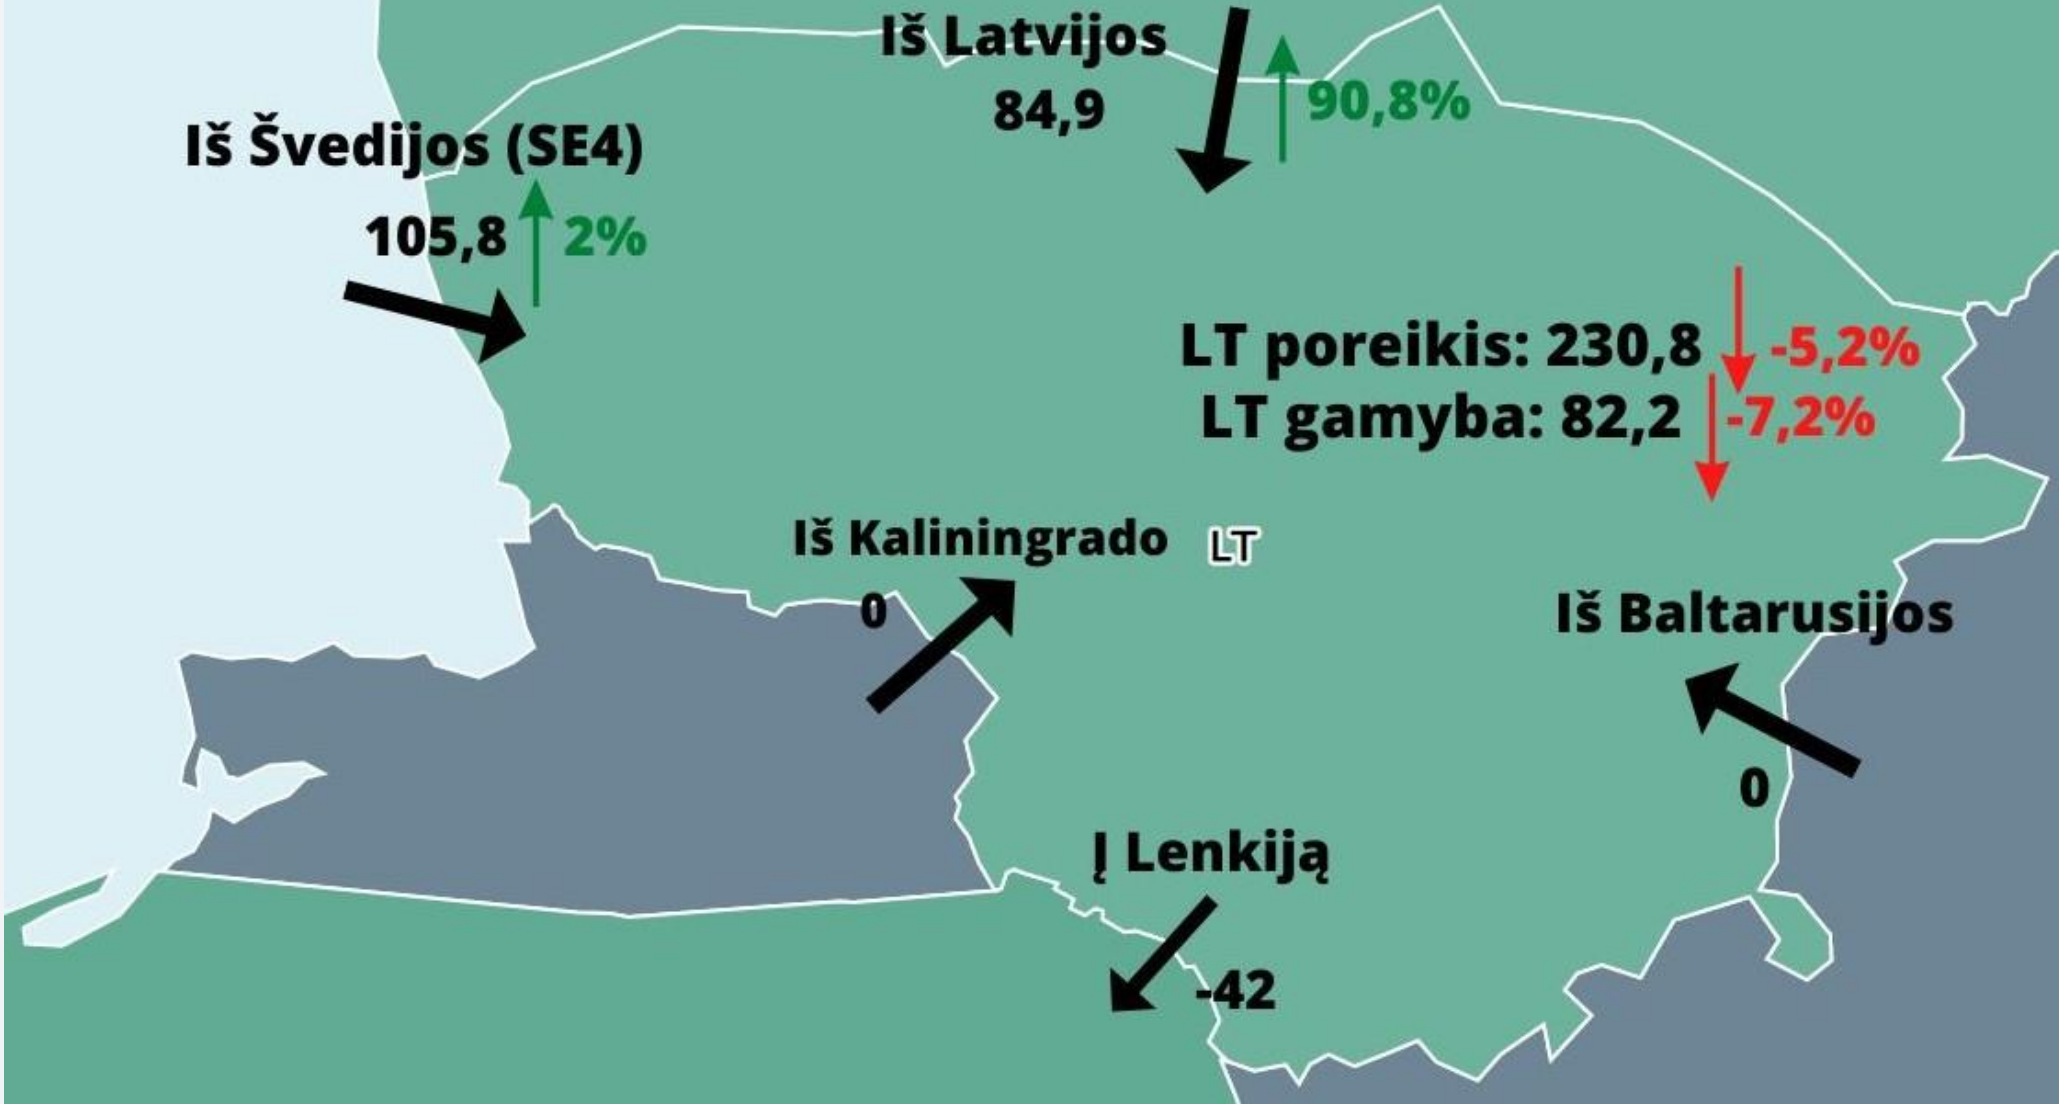 Iš Latvijos
84,9
90,8%
Iš Švedijos (SE4)
105,8
2%
LT poreikis: 230,8
-5,2%
LT gamyba: 82,2
-7,2%
Iš Kaliningrado
LT
0
Iš Baltarusijos
0
Į Lenkiją
-42